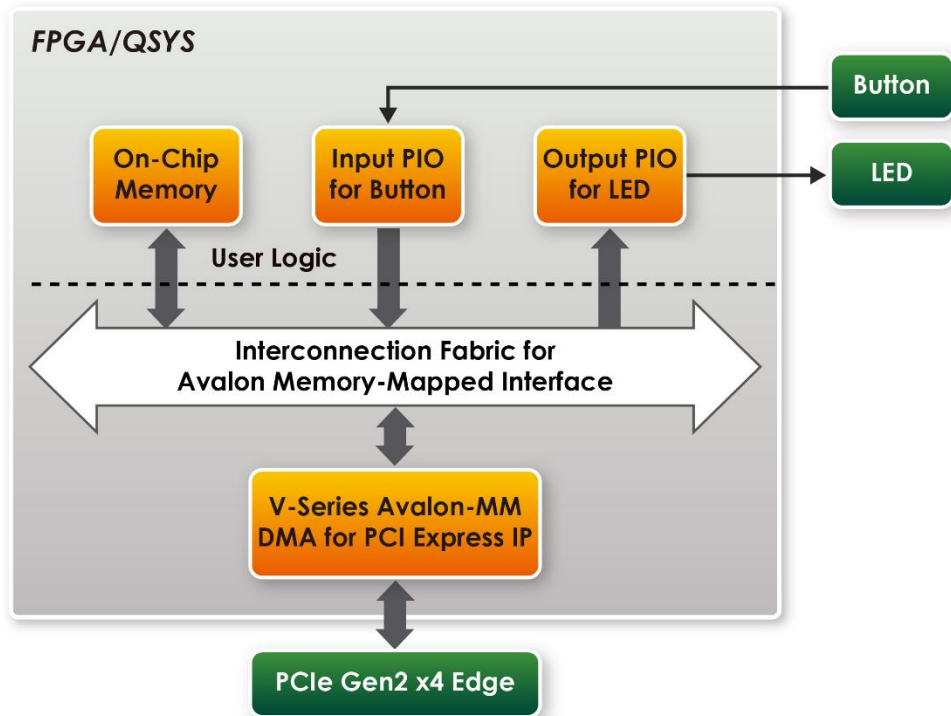 FPGA/QSYS
Button
On-Chip
Memory
Input PIO
for Button
Output PIO
for LED
LED
User Logic
Interconnection Fabric for
Avalon Memory-Mapped Interface
V-Series Avalon-MM
DMA for PCI Express IP
PCIe Gen2 x4 Edge